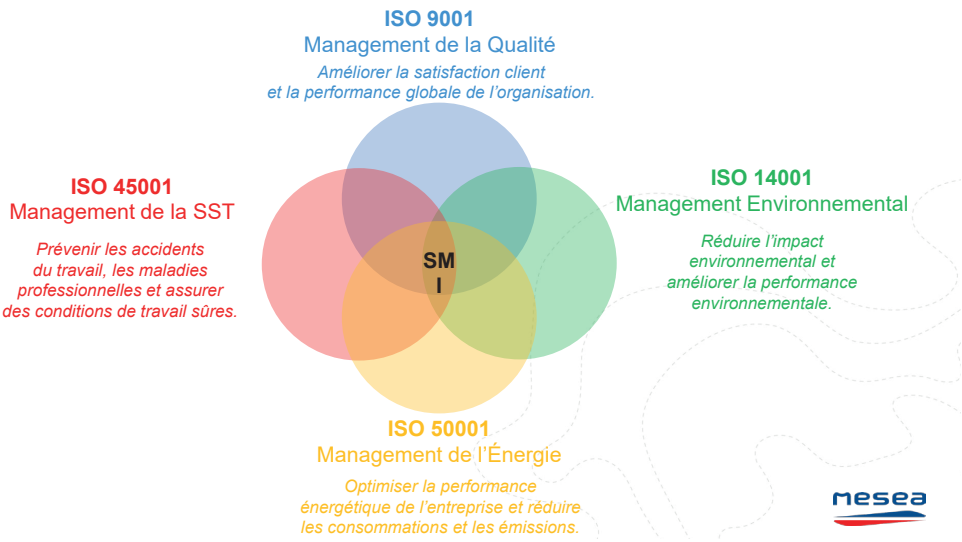 ISO 9001
Management de la Qualité
Améliorer la satisfaction client
et la performance globale de l'organisation.
ISO 45001
Management de la SST
Prévenir les accidents
du travail, les maladies
professionnelles et assurer
des conditions de travail sûres.
SM
I
ISO 14001
Management Environnemental
Réduire l'impact
environnemental et
améliorer la performance
environnementale.
ISO 50001
Management de l'Énergie
Optimiser la performance
énergétique de l'entreprise et réduire
les consommations et les émissions.
mesea